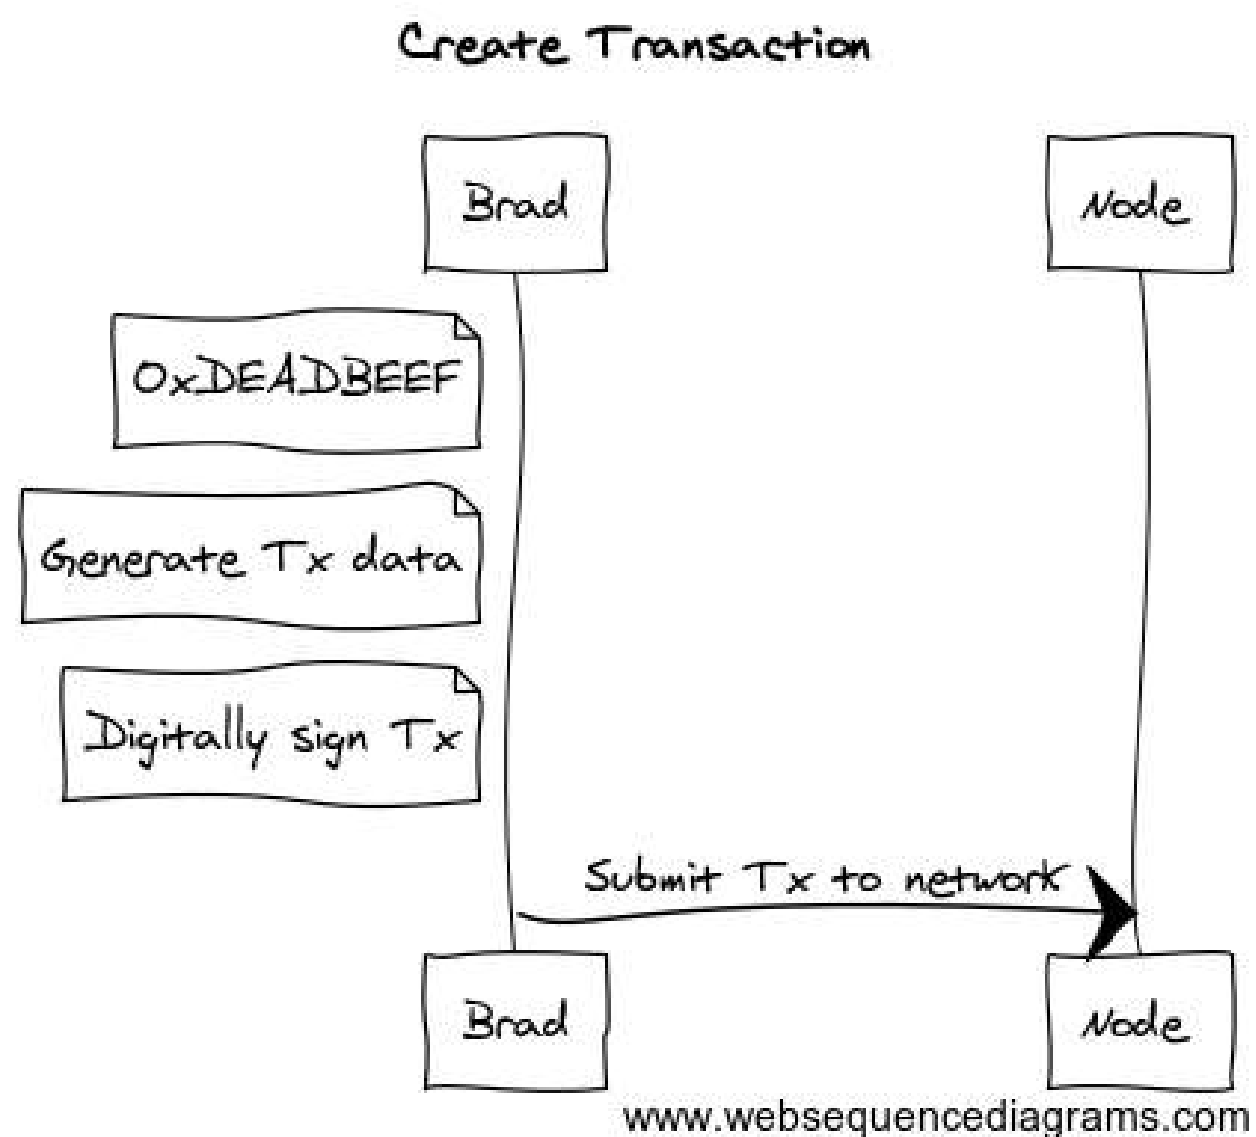 Create Transaction
Brad
Node
0xDEADBEEF
Generate Tx data
Digitally sign Tx
Submit Tx to network
Brad
Node
www.websequencediagrams.com